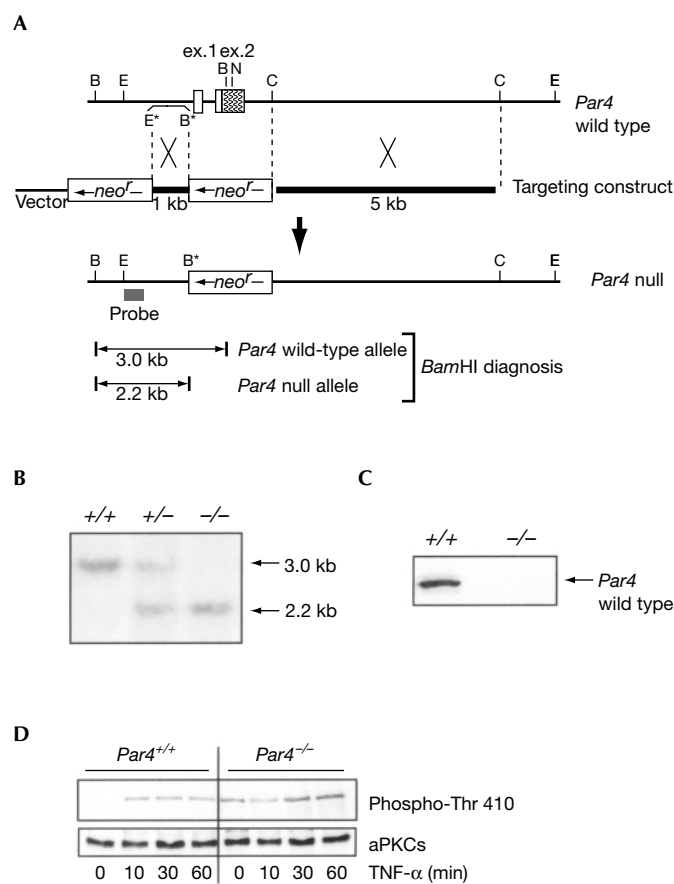 A
ex.1 ex.2
B E B N C C E
Par4
wild type
E* B*
neoʳ neoʳ
Vector 1 kb 5 kb Targeting construct
B E B* C E
neoʳ Par4 null
Probe
Par4 wild-type allele
3.0 kb
BamHI diagnosis
Par4 null allele
2.2 kb
B
+/+ +/– –/–
3.0 kb
2.2 kb
C
+/+ –/–
Par4
wild type
D
Par4⁺/⁺ Par4⁻/⁻
Phospho-Thr 410
aPKCs
0 10 30 60 0 10 30 60 TNF-α (min)